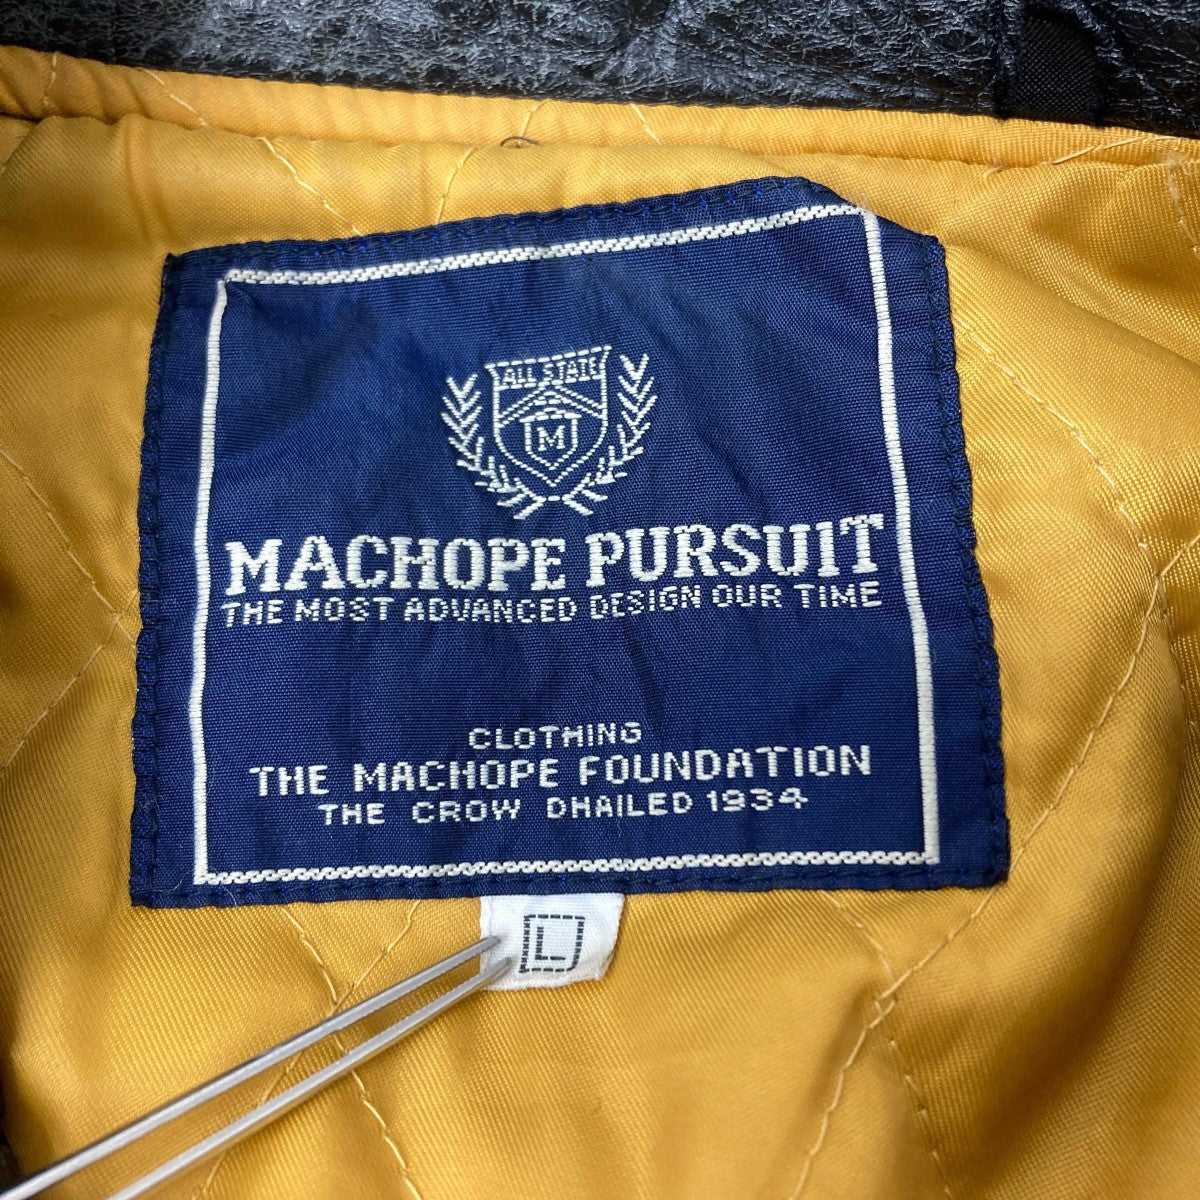 ALL STATE
M
MACHOPE PURSUIT
THE MOST ADVANCED DESIGN OUR TIME
CLOTHING
THE MACHOPE FOUNDATION
THE CROW DHAILED 1934
L